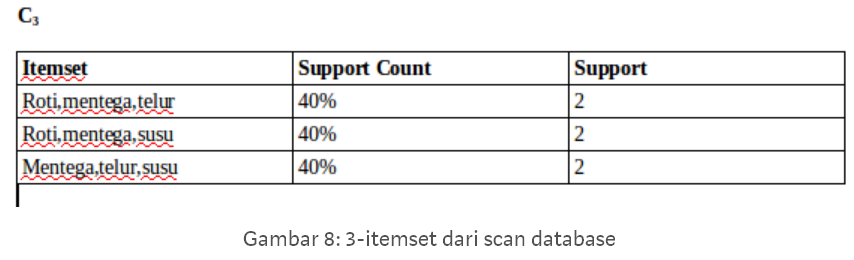 C₃
Itemset Support Count Support
Roti,mentega,telur 40% 2
Roti,mentega,susu 40% 2
Mentega,telur,susu 40% 2
Gambar 8: 3-itemset dari scan database